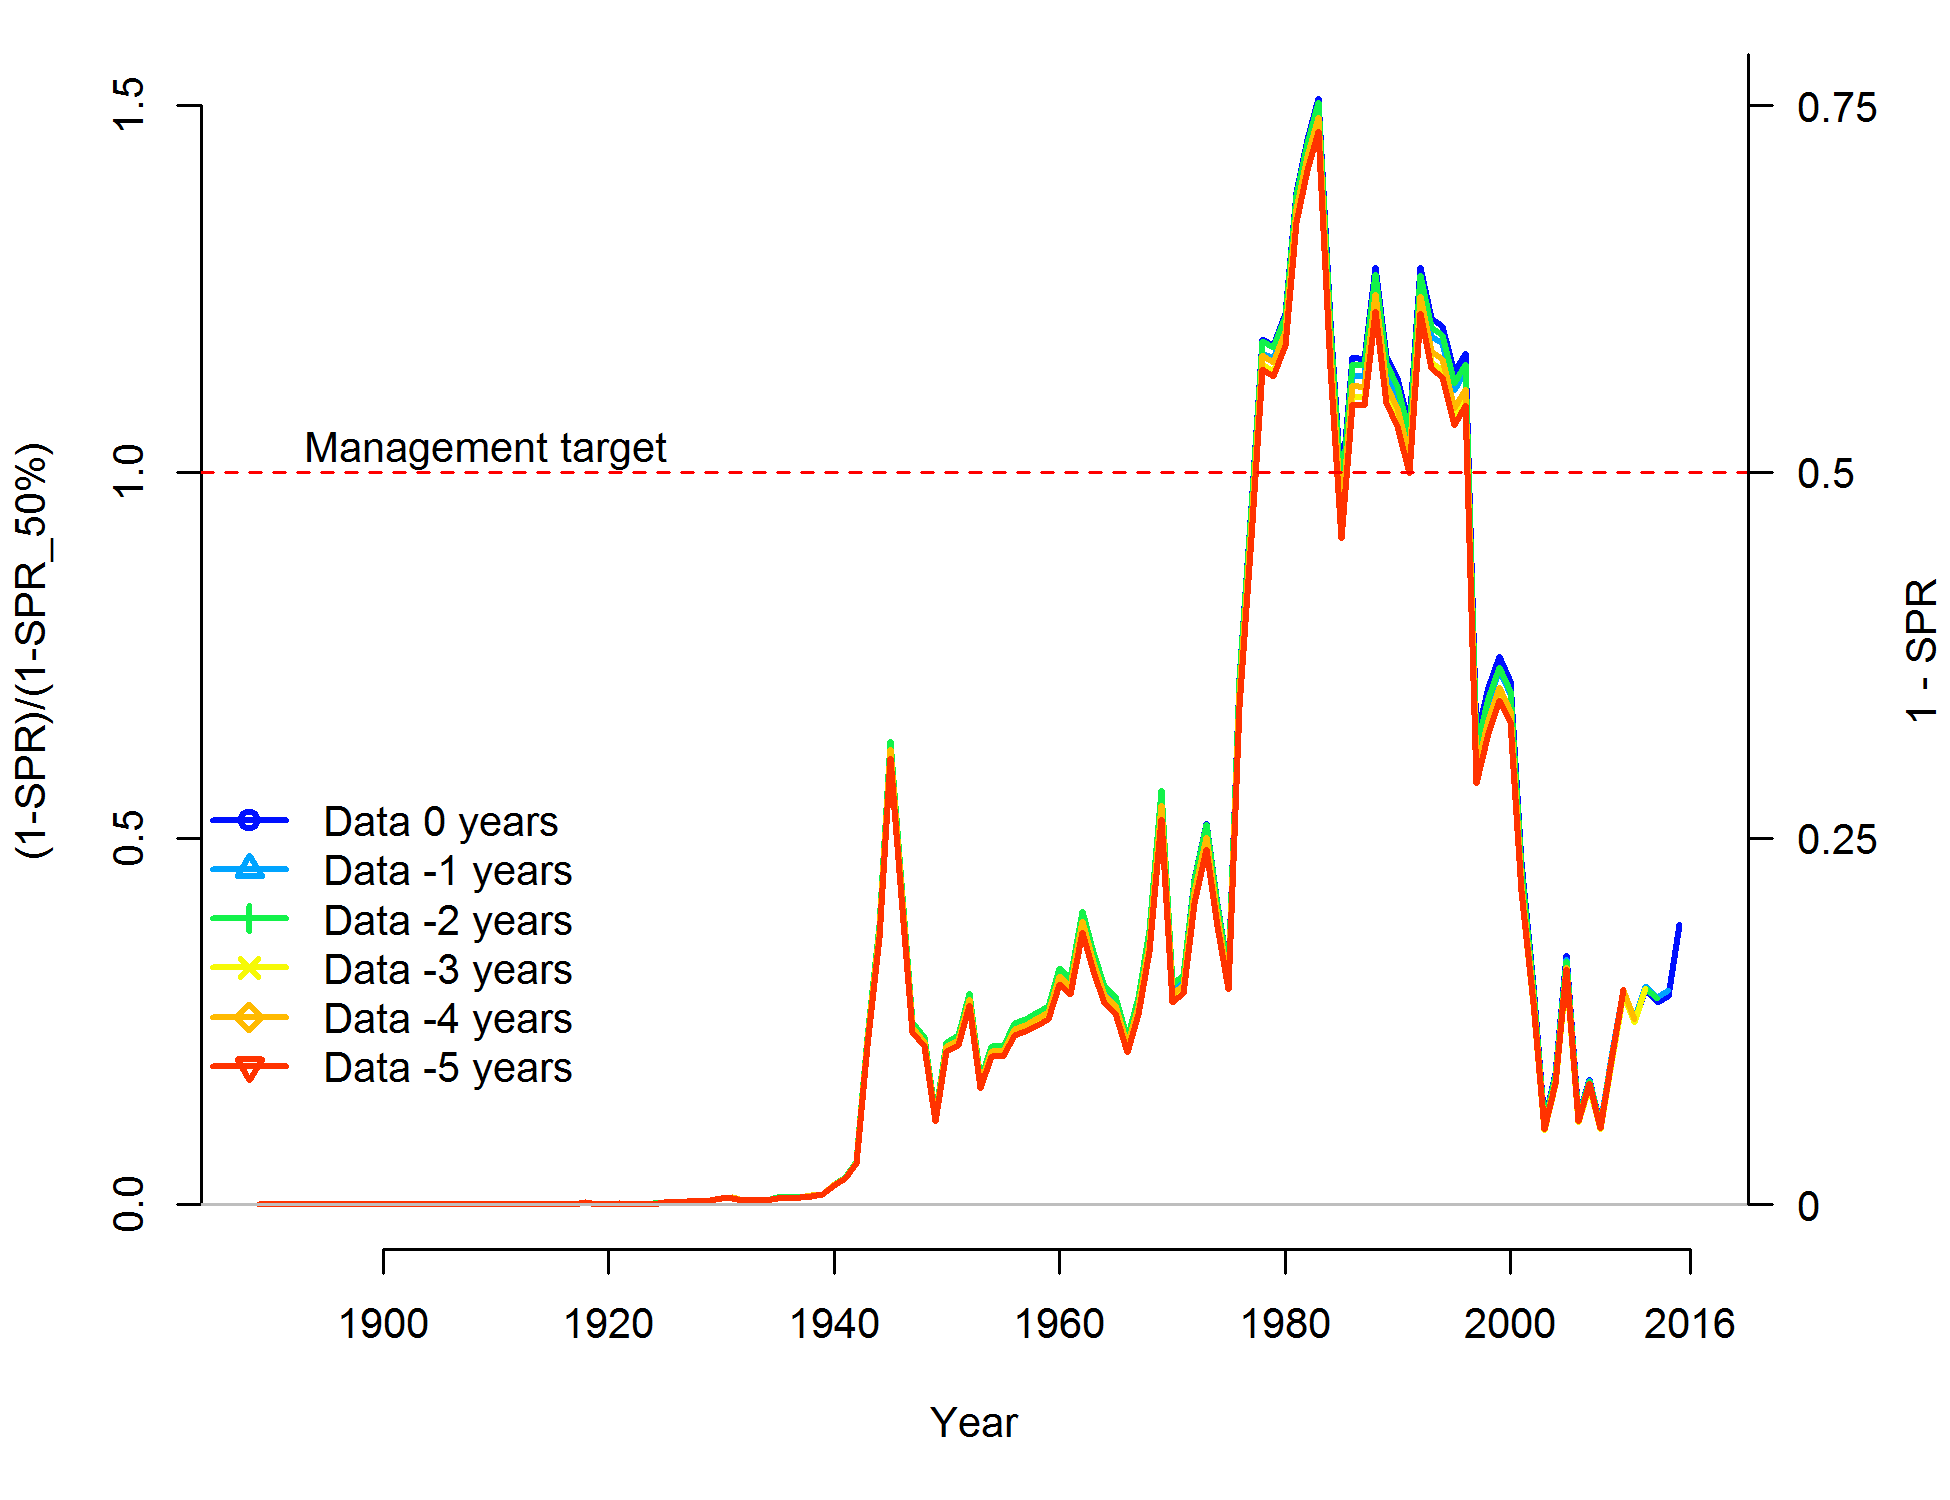 (1-SPR)/(1-SPR_50%)
1.5
1.0
0.5
0.0
Management target
Data 0 years
Data -1 years
Data -2 years
Data -3 years
Data -4 years
Data -5 years
0.75
0.5
0.25
0
1 - SPR
1900 1920 1940 1960 1980 2000 2016
Year